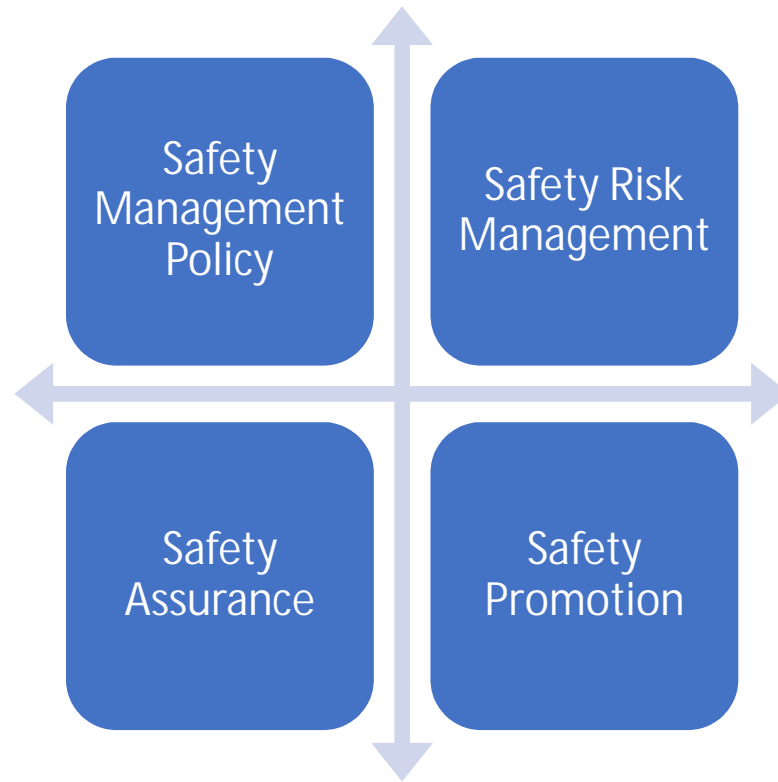 Safety
Management
Policy
Safety Risk
Management
Safety
Assurance
Safety
Promotion